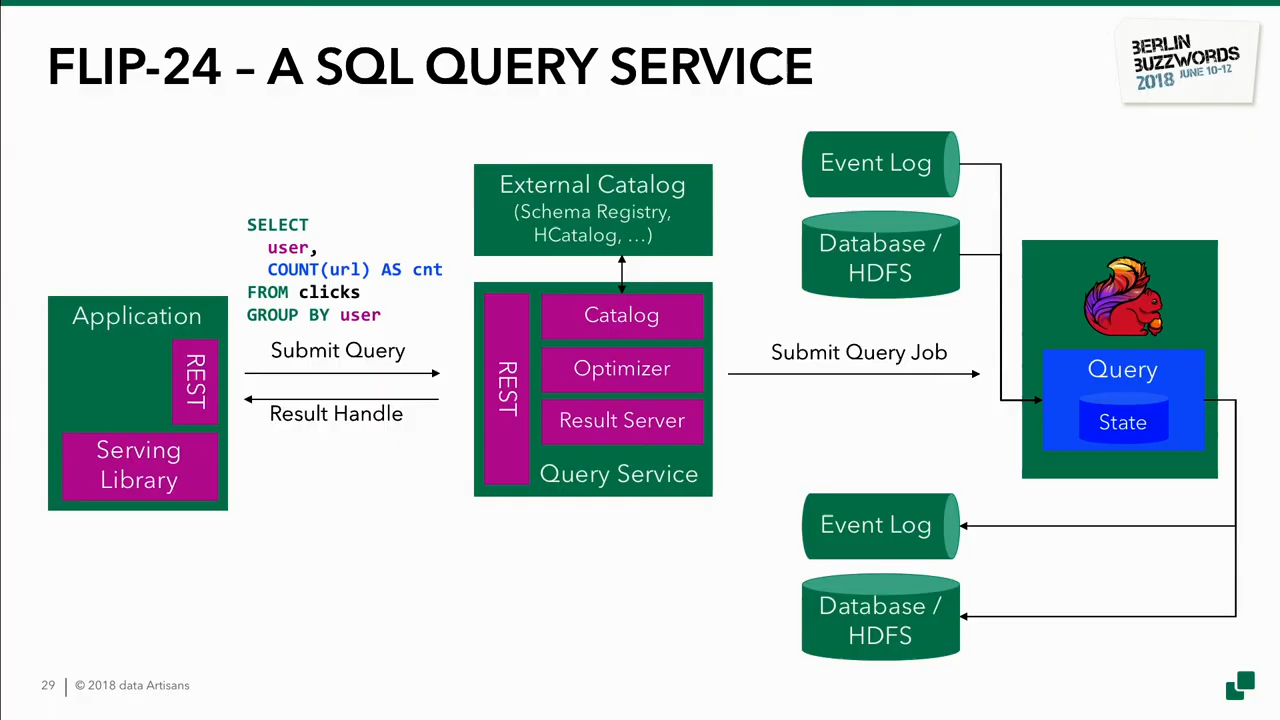 FLIP-24 – A SQL QUERY SERVICE
BERLIN
BUZZWORDS
2018 JUNE 10-12
Event Log
Database /
HDFS
External Catalog
(Schema Registry,
HCatalog, …)
SELECT
user,
COUNT(url) AS cnt
FROM clicks
GROUP BY user
Application
REST
Serving
Library
Submit Query
Result Handle
REST
Catalog
Optimizer
Result Server
Query Service
Submit Query Job
Query
State
Event Log
Database /
HDFS
29
© 2018 data Artisans